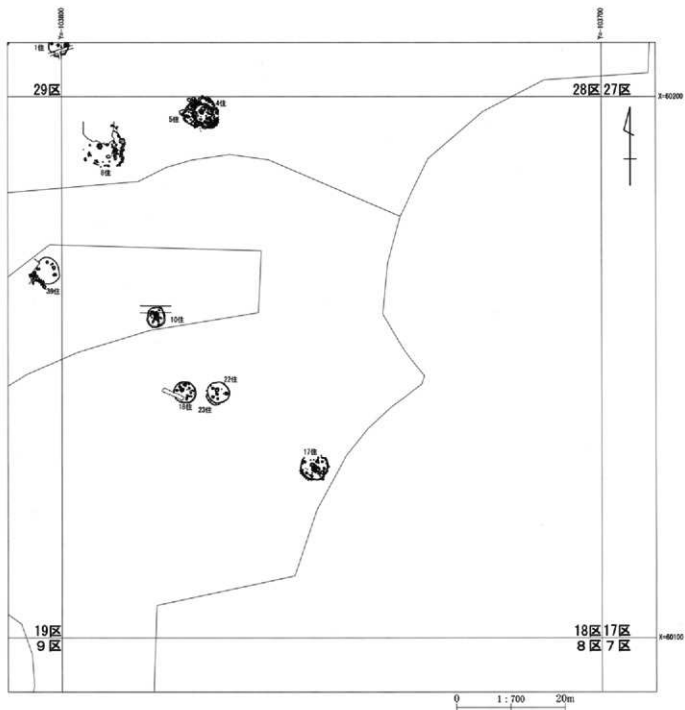 Y=-103800
Y=-103700
1住
29区
28区 27区
X=60200
4住
5住
8住
39住
10住
22住
18住
23住
17住
19区
9区
18区 17区
8区 7区
X=60100
0 1:700 20m